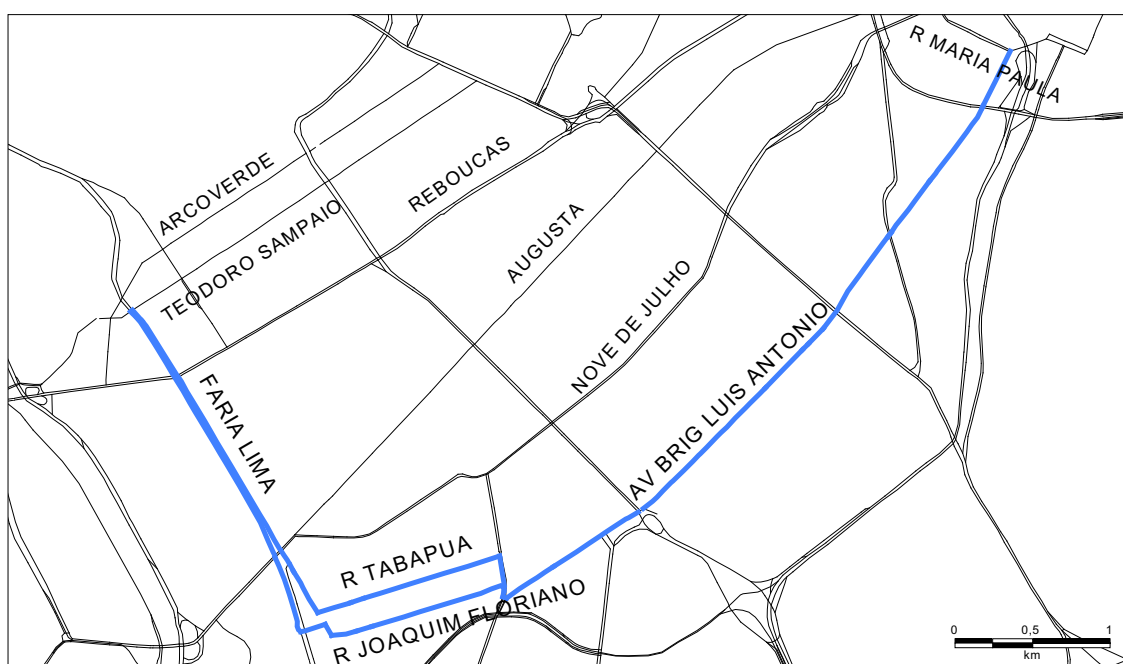 R MARIA PAULA
ARCOVERDE
REBOUCAS
TEODORO SAMPAIO
AUGUSTA
NOVE DE JULHO
AV BRIG LUIS ANTONIO
FARIA LIMA
R TABAPUA
R JOAQUIM FLORIANO
0 0,5 1
km